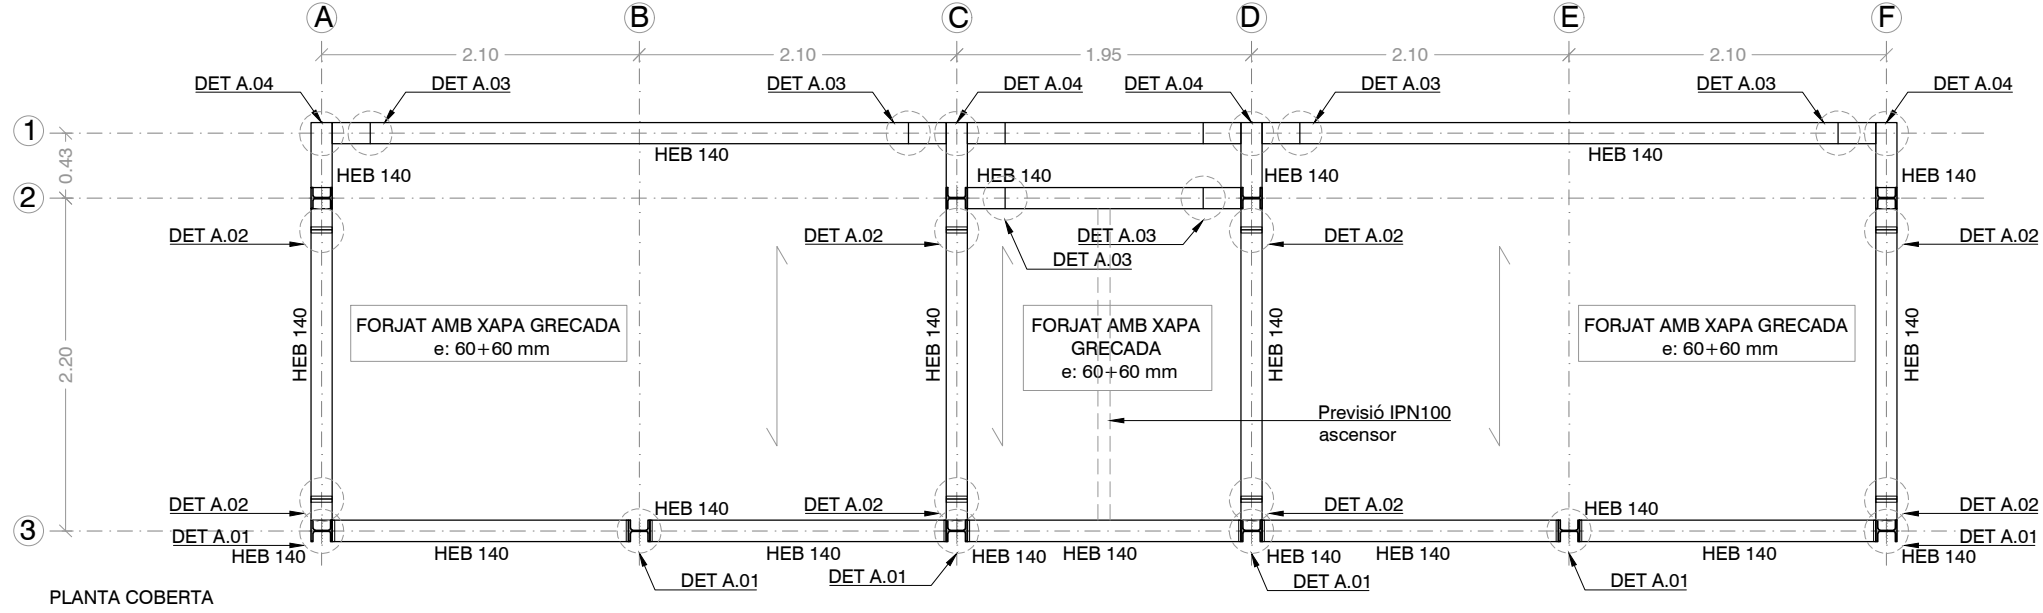 A
B
C
D
E
F
2.10
2.10
1.95
2.10
2.10
DET A.04
DET A.03
DET A.03
DET A.04
DET A.04
DET A.03
DET A.03
DET A.04
1
HEB 140
HEB 140
0.43
HEB 140
HEB 140
HEB 140
HEB 140
2
DET A.02
DET A.02
DET A.03
DET A.02
DET A.02
DET A.03
2.20
HEB 140
FORJAT AMB XAPA GRECADA
e: 60+60 mm
HEB 140
FORJAT AMB XAPA
GRECADA
e: 60+60 mm
HEB 140
FORJAT AMB XAPA GRECADA
e: 60+60 mm
HEB 140
Previsió IPN100
ascensor
DET A.02
HEB 140
DET A.02
DET A.02
HEB 140
DET A.02
3
DET A.01
HEB 140
HEB 140
HEB 140
HEB 140
HEB 140
HEB 140
HEB 140
HEB 140
DET A.01
HEB 140
DET A.01
DET A.01
DET A.01
DET A.01
PLANTA COBERTA